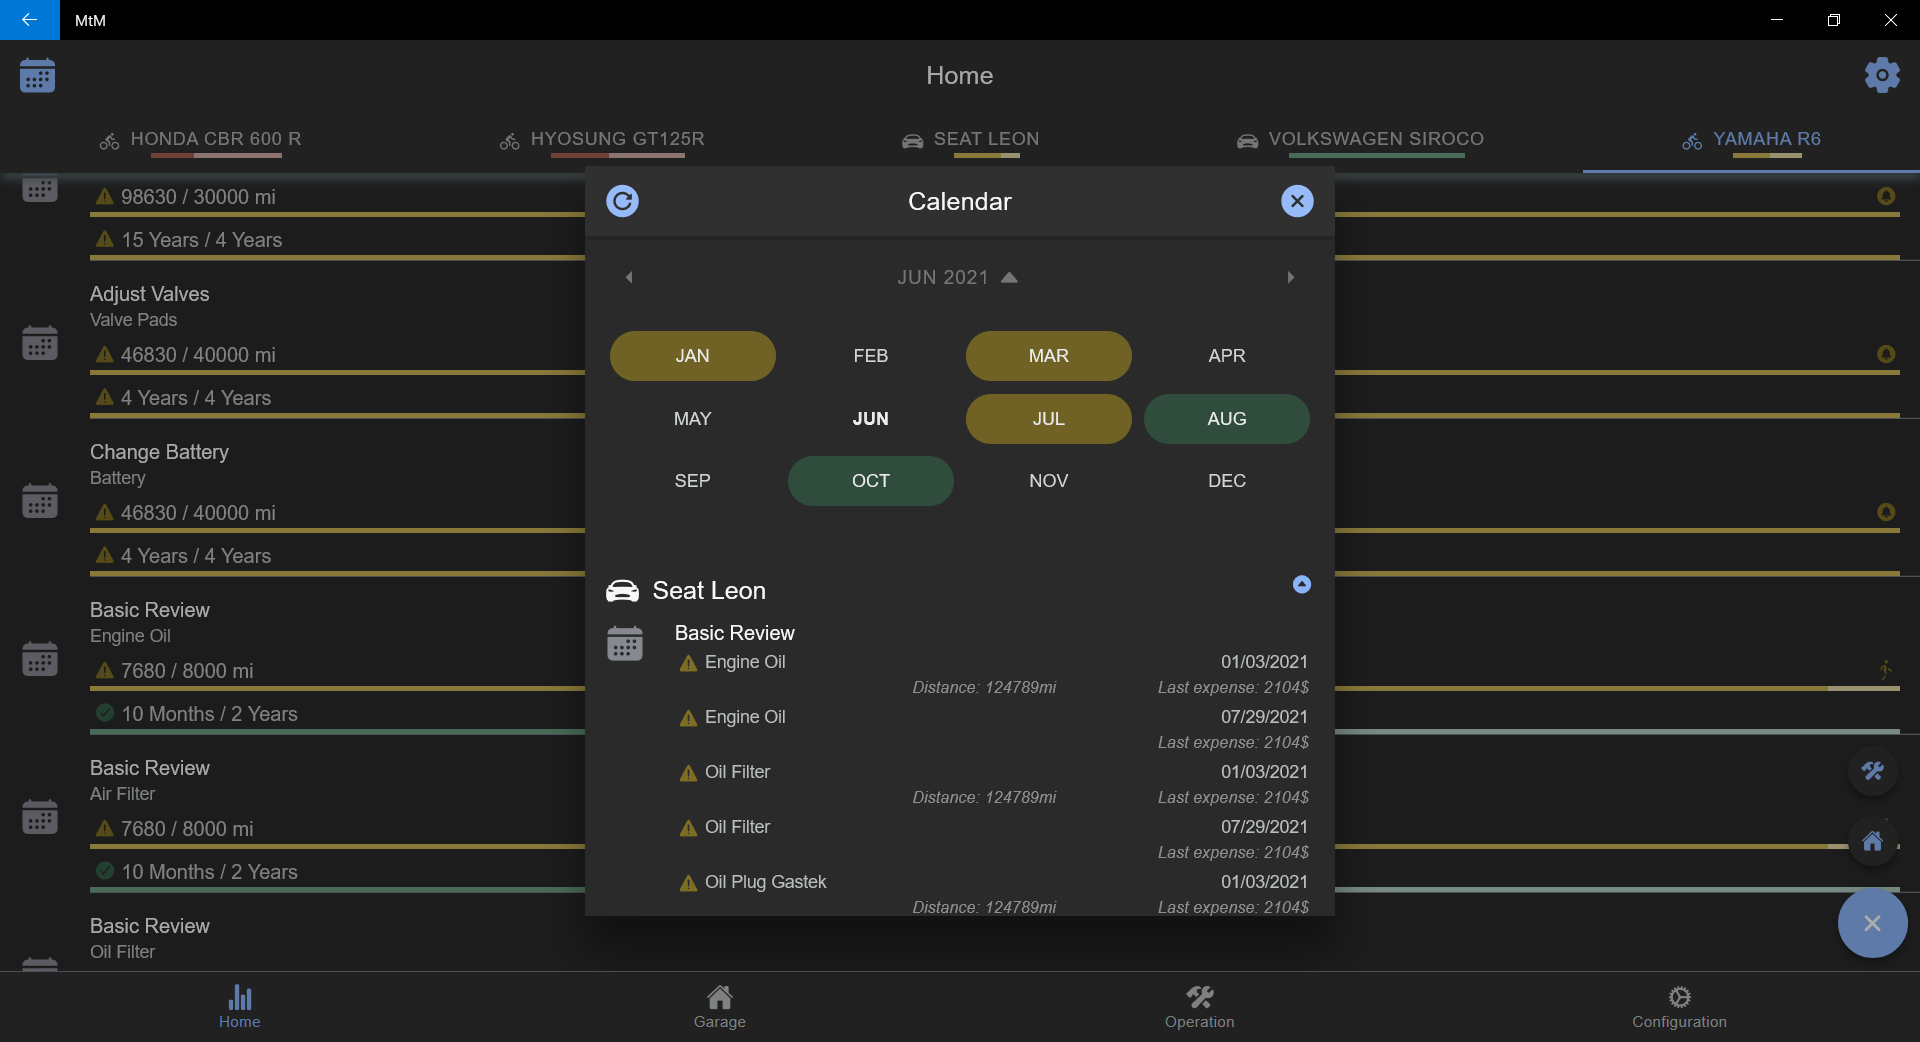 MtM
Home
HONDA CBR 600 R
HYOSUNG GT125R
SEAT LEON
VOLKSWAGEN SIROCO
YAMAHA R6
98630 / 30000 mi
15 Years / 4 Years
Adjust Valves
Valve Pads
46830 / 40000 mi
4 Years / 4 Years
Change Battery
Battery
46830 / 40000 mi
4 Years / 4 Years
Basic Review
Engine Oil
7680 / 8000 mi
10 Months / 2 Years
Basic Review
Air Filter
7680 / 8000 mi
10 Months / 2 Years
Basic Review
Oil Filter
Calendar
JUN 2021
JAN FEB MAR APR
MAY JUN JUL AUG
SEP OCT NOV DEC
Seat Leon
Basic Review
Engine Oil 01/03/2021
Distance: 124789mi Last expense: 2104$
Engine Oil 07/29/2021
Last expense: 2104$
Oil Filter 01/03/2021
Distance: 124789mi Last expense: 2104$
Oil Filter 07/29/2021
Last expense: 2104$
Oil Plug Gastek 01/03/2021
Distance: 124789mi Last expense: 2104$
Home
Garage
Operation
Configuration